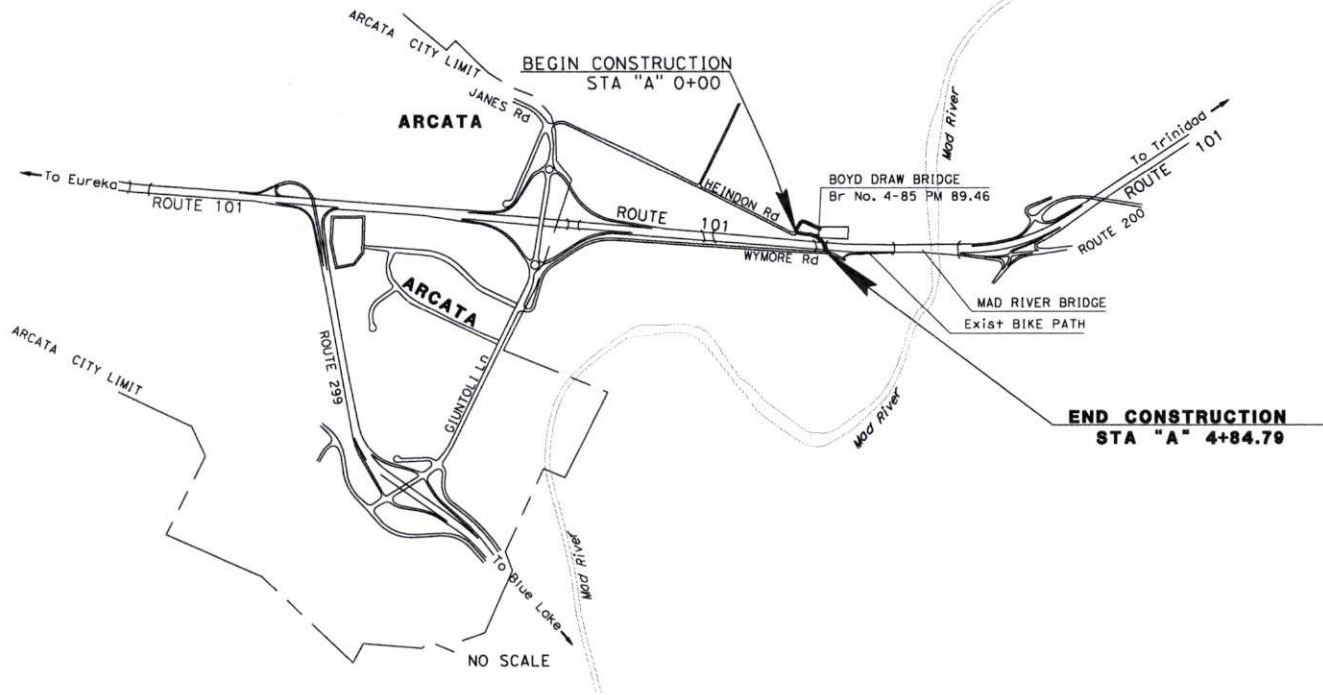 ARCATA CITY LIMIT
JANES Rd
ARCATA
BEGIN CONSTRUCTION
STA "A" 0+00
HEINDON Rd
BOYD DRAW BRIDGE
Br No. 4-85 PM 89.46
Mad River
To Trinidad
ROUTE 101
To Eureka
ROUTE 101
ROUTE 101
ROUTE 200
WYMORE Rd
MAD RIVER BRIDGE
Exist BIKE PATH
ARCATA
ARCATA CITY LIMIT
ROUTE 299
GIUNTOLI Ln
Mad River
END CONSTRUCTION
STA "A" 4+84.79
Mad River
To Blue Lake
NO SCALE